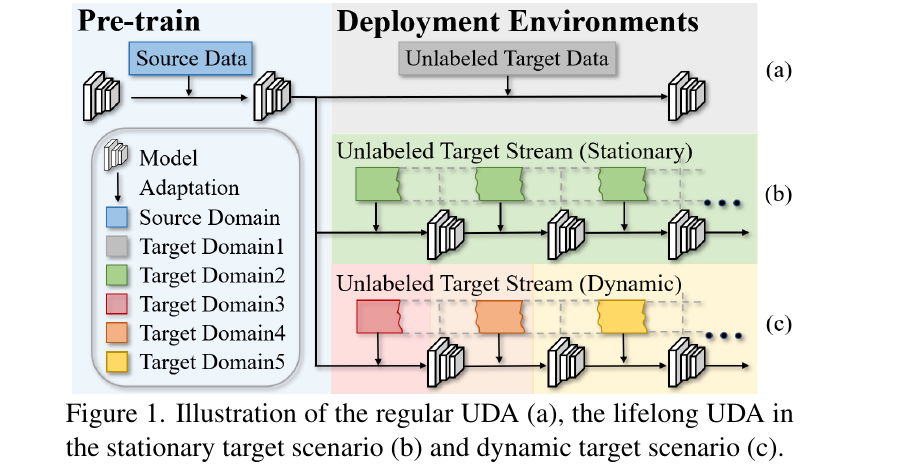 Pre-train
Deployment Environments
Source Data
Unlabeled Target Data
(a)
Model
Adaptation
Source Domain
Target Domain1
Target Domain2
Target Domain3
Target Domain4
Target Domain5
Unlabeled Target Stream (Stationary)
(b)
Unlabeled Target Stream (Dynamic)
(c)
Figure 1. Illustration of the regular UDA (a), the lifelong UDA in
the stationary target scenario (b) and dynamic target scenario (c).